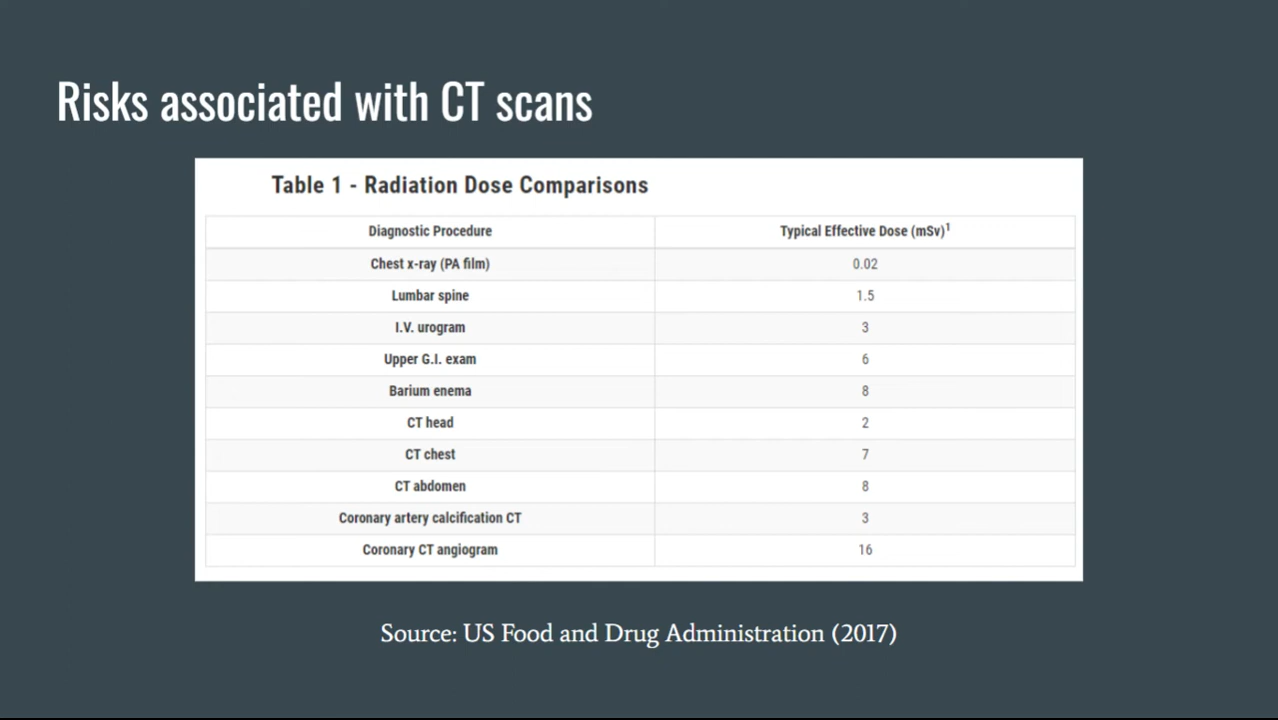 Risks associated with CT scans
Table 1 - Radiation Dose Comparisons
Diagnostic Procedure Typical Effective Dose (mSv)1
Chest x-ray (PA film) 0.02
Lumbar spine 1.5
I.V. urogram 3
Upper G.I. exam 6
Barium enema 8
CT head 2
CT chest 7
CT abdomen 8
Coronary artery calcification CT 3
Coronary CT angiogram 16
Source: US Food and Drug Administration (2017)